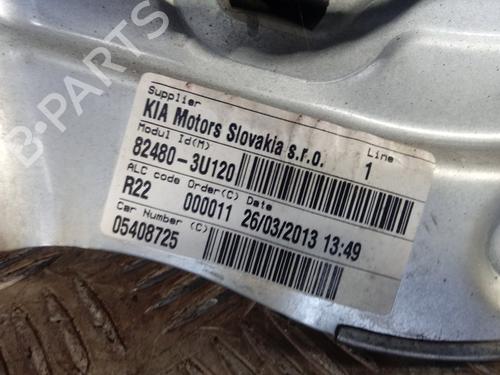 Supplier Line
KIA Motors Slovakia s.r.o. 1
Modul Id(M)
82480-3U120
ALC code Order(C) Date
R22 000011 26/03/2013 13:49
Car Number (C)
05408725
B-PARTS